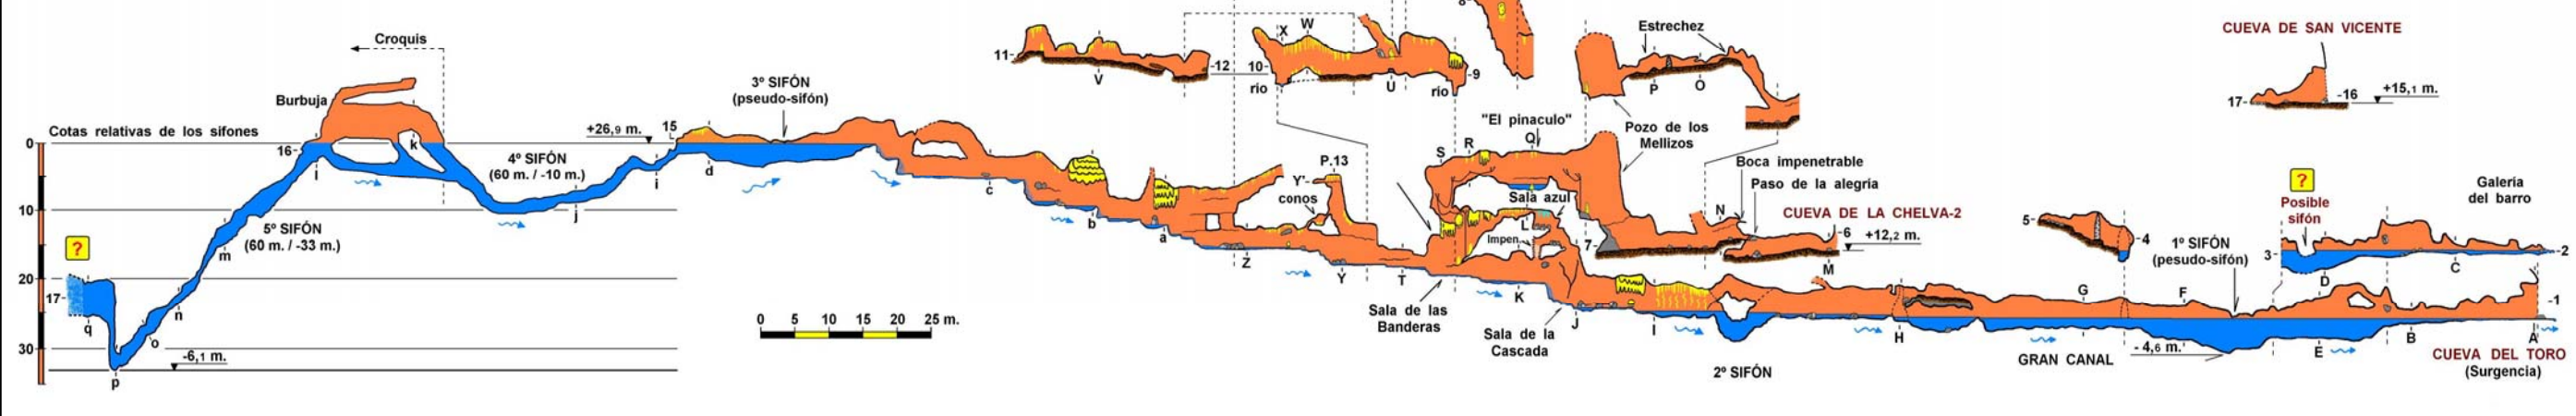 Croquis
Burbuja
Cotas relativas de los sifones
0
10
20
30
16
l
k
4º SIFÓN
(60 m. / -10 m.)
5º SIFÓN
(60 m. / -33 m.)
?
17
q
p
o
n
m
j
i
-6,1 m.
+26,9 m.
15
d
3º SIFÓN
(pseudo-sifón)
c
b
a
0 5 10 15 20 25 m.
11
V
12
10
río
X
W
U
río
9
8
P.13
Y'
conos
Z
Y
T
Sala de las
Banderas
S
R
"El pinaculo"
Q
Sala azul
L
Impen.
K
Sala de la
Cascada
J
7
Estrechez
P
O
Pozo de los
Mellizos
Boca impenetrable
Paso de la alegria
N
CUEVA DE LA CHELVA-2
6
+12,2 m.
M
I
2º SIFÓN
H
CUEVA DE SAN VICENTE
17
16
+15,1 m.
5
4
1º SIFÓN
(pesudo-sifón)
G
F
GRAN CANAL
- 4,6 m.
?
Posible
sifón
3
D
C
Galería
del barro
2
1
E
B
A
CUEVA DEL TORO
(Surgencia)